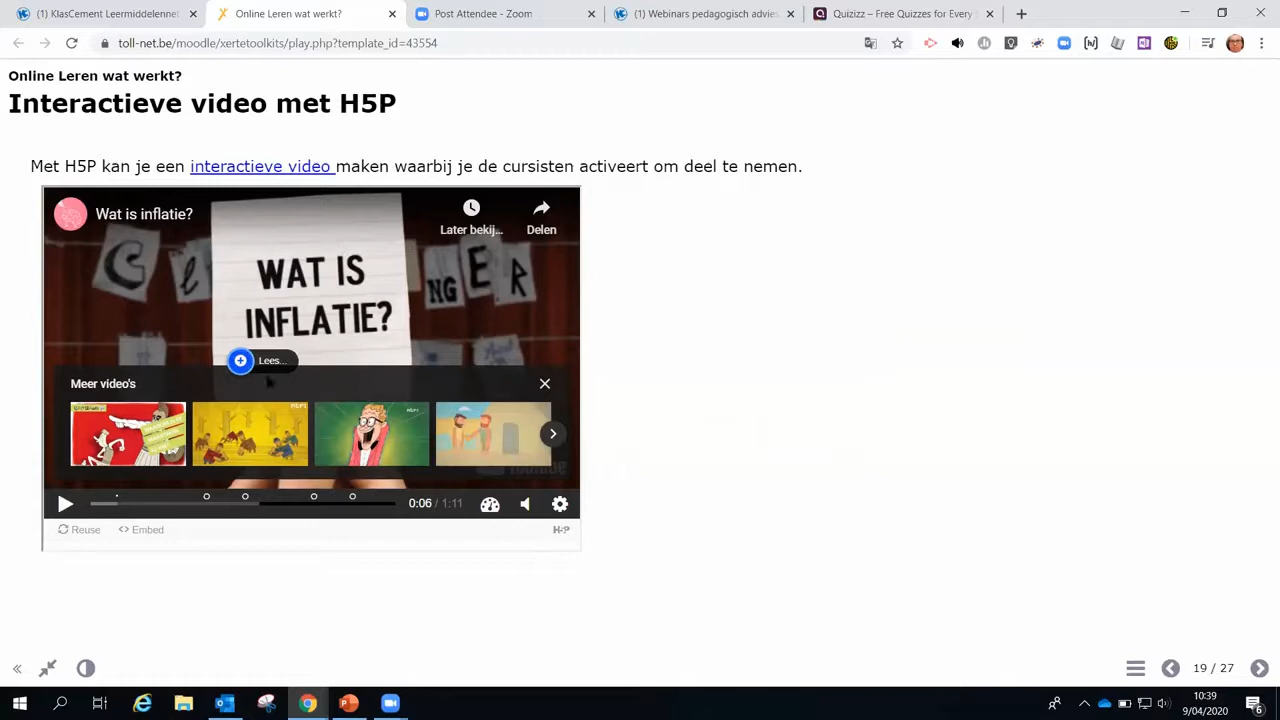 (1) KlasCement Leermiddelennet
Online Leren wat werkt?
Post Attendee - Zoom
(1) Webinars pedagogisch advies
Quizizz – Free Quizzes for Every
toll-net.be/moodle/xertetoolkits/play.php?template_id=43554
Online Leren wat werkt?
Interactieve video met H5P
Met H5P kan je een interactieve video maken waarbij je de cursisten activeert om deel te nemen.
Wat is inflatie?
Later bekij...
Delen
WAT IS
INFLATIE?
Lees...
Meer video's
0:06 / 1:11
Reuse
Embed
H5P
19 / 27
10:39
9/04/2020
6